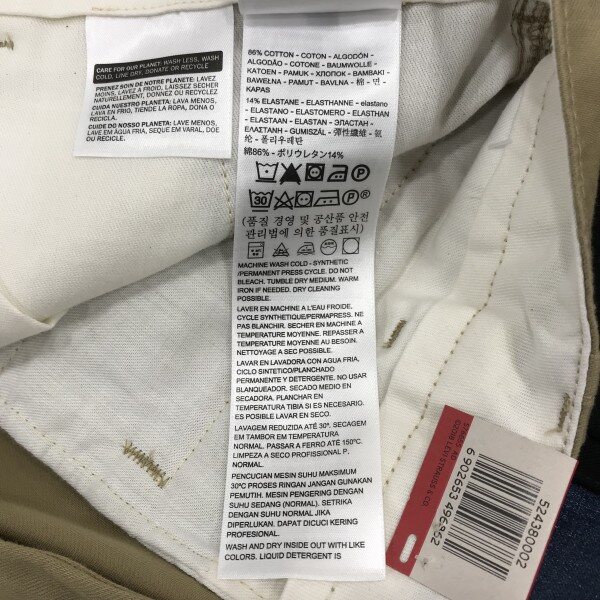 CARE FOR OUR PLANET: WASH LESS, WASH
COLD, LINE DRY, DONATE OR RECYCLE
PRENEZ SOIN DE NOTRE PLANETE: LAVEZ
MOINS, LAVEZ A FROID, LAISSEZ SÉCHER
NATURELLEMENT, DONNEZ OU RECYCLEZ
CUIDA NUESTRO PLANETA: LAVA MENOS,
LAVA EN FRIO, TIENDE LA ROPA, DONA O
RECICLA
CUIDE DO NOSSO PLANETA: LAVE MENOS,
LAVE EM ÁGUA FRIA, SEQUE EM VARAL, DOE
OU RECICLE.
86% COTTON - COTON - ALGODÓN -
ALGODÃO - COTONE - BAUMWOLLE -
KATOEN - PAMUK - ХЛОПОК - BAMBAKI -
BAWEŁNA - PAMUT - BAVLNA - 棉 - 면 -
KAPAS
14% ELASTANE - ELASTHANNE - elastano
- ELASTANO - ELASTOMERO - ELASTHAN
- ELASTAAN - ELASTAN - ЭЛАСТАН -
ΕΛΑΣΤΑΝΗ - GUMISZÁL - 彈性纖維 - 氨
纶 - 폴리우레탄
綿86% - ポリウレタン14%
30
(품질 경영 및 공산품 안전
관리법에 의한 품질표시)
MACHINE WASH COLD - SYNTHETIC
/PERMANENT PRESS CYCLE. DO NOT
BLEACH. TUMBLE DRY MEDIUM. WARM
IRON IF NEEDED. DRY CLEANING
POSSIBLE.
LAVER EN MACHINE A L'EAU FROIDE,
CYCLE SYNTHETIQUE/PERMAPRESS. NE
PAS BLANCHIR. SECHER EN MACHINE A
TEMPERATURE MOYENNE. REPASSER A
TEMPERATURE MOYENNE AU BESOIN.
NETTOYAGE A SEC POSSIBLE.
LAVAR EN LAVADORA CON AGUA FRIA,
CICLO SINTETICO/PLANCHADO
PERMANENTE Y DETERGENTE. NO USAR
BLANQUEADOR. SECADO MEDIO EN
SECADORA. PLANCHAR EN
TEMPERATURA TIBIA SI ES NECESARIO.
ES POSIBLE LAVAR EN SECO.
LAVAGEM REDUZIDA ATÉ 30º. SECAGEM
EM TAMBOR EM TEMPERATURA
NORMAL. PASSAR A FERRO ATÉ 150ºC.
LIMPEZA A SECO PROFISSIONAL P.
NORMAL.
PENCUCIAN MESIN SUHU MAKSIMUM
30ºC PROSES RINGAN JANGAN GUNAKAN
PEMUTIH. MESIN PENGERING DENGAN
SUHU SEDANG (NORMAL). SETRIKA
DENGAN SUHU NORMAL JIKA
DIPERLUKAN. DAPAT DICUCI KERING
PROFESSIONAL.
WASH AND DRY INSIDE OUT WITH LIKE
COLORS. LIQUID DETERGENT IS
©2018 LEVI STRAUSS & CO.
6 902653 496962
524380002